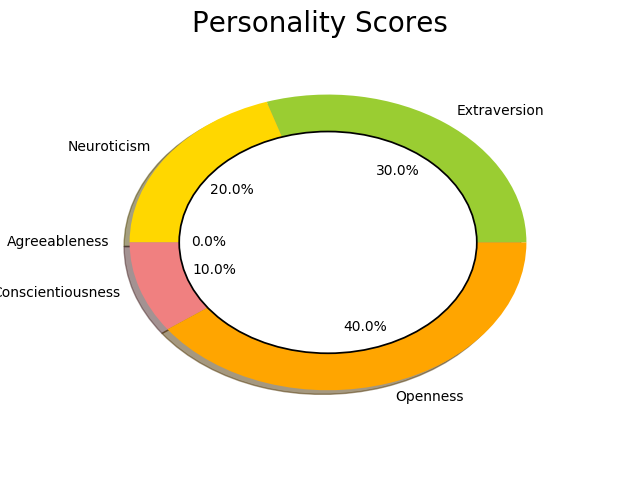 Personality Scores
Extraversion
30.0%
Neuroticism
20.0%
Agreeableness
0.0%
10.0%
Conscientiousness
40.0%
Openness